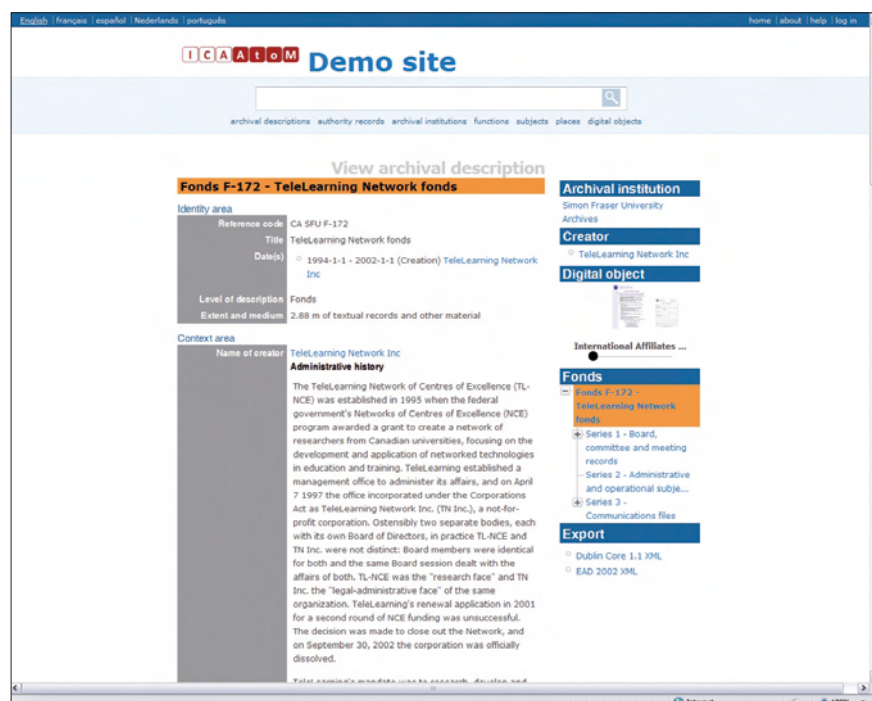 English | français | español | Nederlands | português
home | about | help | log in
ICAAtoM Demo site
archival descriptions authority records archival institutions functions subjects places digital objects
View archival description
Fonds F-172 - TeleLearning Network fonds
Identity area
Reference code CA SFU F-172
Title TeleLearning Network fonds
Date(s) 1994-1-1 - 2002-1-1 (Creation) TeleLearning Network
Inc
Level of description Fonds
Extent and medium 2.88 m of textual records and other material
Context area
Name of creator TeleLearning Network Inc
Administrative history
The TeleLearning Network of Centres of Excellence (TL-
NCE) was established in 1995 when the federal
government's Networks of Centres of Excellence (NCE)
program awarded a grant to create a network of
researchers from Canadian universities, focusing on the
development and application of networked technologies
in education and training. TeleLearning established a
management office to administer its affairs, and on April
7 1997 the office incorporated under the Corporations
Act as TeleLearning Network Inc. (TN Inc.), a not-for-
profit corporation. Ostensibly two separate bodies, each
with its own Board of Directors, in practice TL-NCE and
TN Inc. were not distinct: Board members were identical
for both and the same Board session dealt with the
affairs of both. TL-NCE was the "research face" and TN
Inc. the "legal-administrative face" of the same
organization. TeleLearning's renewal application in 2001
for a second round of NCE funding was unsuccessful.
The decision was made to close out the Network, and
on September 30, 2002 the corporation was officially
dissolved.
TeleLearning's mandate was to research, develop and
Archival institution
Simon Fraser University
Archives
Creator
TeleLearning Network Inc
Digital object
International Affiliates ...
Fonds
Fonds F-172 -
TeleLearning Network
fonds
Series 1 - Board,
committee and meeting
records
Series 2 - Administrative
and operational subje...
Series 3 -
Communications files
Export
Dublin Core 1.1 XML
EAD 2002 XML